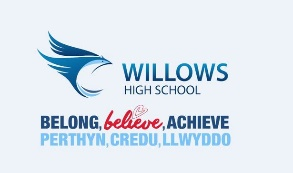 WILLOWS
HIGH SCHOOL
BELONG, believe, ACHIEVE
PERTHYN, CREDU, LLWYDDO